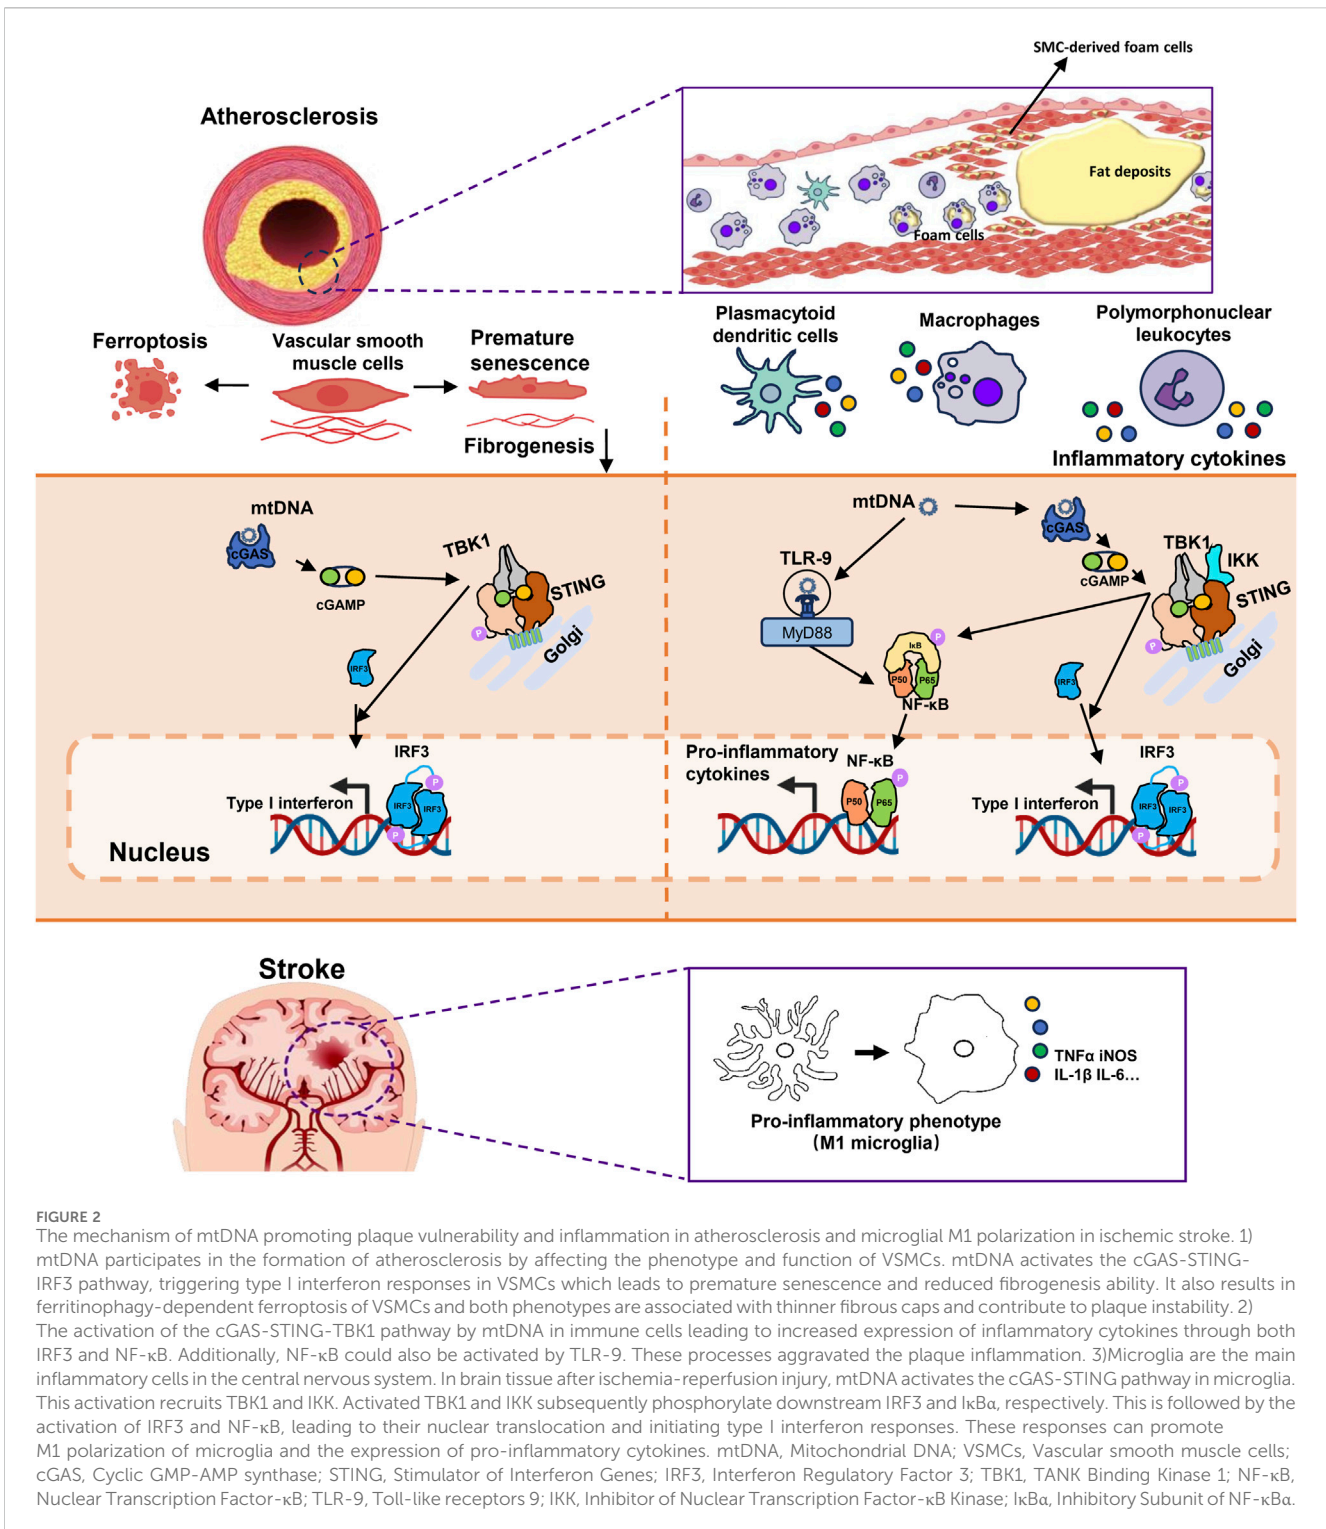 SMC-derived foam cells
Atherosclerosis
Fat deposits
Foam cells
Ferroptosis
Vascular smooth
muscle cells
Premature
senescence
Fibrogenesis
Plasmacytoid
dendritic cells
Macrophages
Polymorphonuclear
leukocytes
Inflammatory cytokines
mtDNA
cGAS
cGAMP
TBK1
STING
P
Golgi
IRF3
mtDNA
cGAS
TLR-9
MyD88
cGAMP
TBK1
IKK
STING
P
Golgi
P
IκB
P50
P65
NF-κB
IRF3
IRF3
P
IRF3
IRF3
P
Type I interferon
Nucleus
Pro-inflammatory
cytokines
NF-κB
P
P50
P65
IRF3
P
IRF3
IRF3
P
Type I interferon
Stroke
TNFα iNOS
IL-1β IL-6...
Pro-inflammatory phenotype
(M1 microglia)
FIGURE 2
The mechanism of mtDNA promoting plaque vulnerability and inflammation in atherosclerosis and microglial M1 polarization in ischemic stroke. 1)
mtDNA participates in the formation of atherosclerosis by affecting the phenotype and function of VSMCs. mtDNA activates the cGAS-STING-
IRF3 pathway, triggering type I interferon responses in VSMCs which leads to premature senescence and reduced fibrogenesis ability. It also results in
ferritinophagy-dependent ferroptosis of VSMCs and both phenotypes are associated with thinner fibrous caps and contribute to plaque instability. 2)
The activation of the cGAS-STING-TBK1 pathway by mtDNA in immune cells leading to increased expression of inflammatory cytokines through both
IRF3 and NF-κB. Additionally, NF-κB could also be activated by TLR-9. These processes aggravated the plaque inflammation. 3)Microglia are the main
inflammatory cells in the central nervous system. In brain tissue after ischemia-reperfusion injury, mtDNA activates the cGAS-STING pathway in microglia.
This activation recruits TBK1 and IKK. Activated TBK1 and IKK subsequently phosphorylate downstream IRF3 and IκBα, respectively. This is followed by the
activation of IRF3 and NF-κB, leading to their nuclear translocation and initiating type I interferon responses. These responses can promote
M1 polarization of microglia and the expression of pro-inflammatory cytokines. mtDNA, Mitochondrial DNA; VSMCs, Vascular smooth muscle cells;
cGAS, Cyclic GMP-AMP synthase; STING, Stimulator of Interferon Genes; IRF3, Interferon Regulatory Factor 3; TBK1, TANK Binding Kinase 1; NF-κB,
Nuclear Transcription Factor-κB; TLR-9, Toll-like receptors 9; IKK, Inhibitor of Nuclear Transcription Factor-κB Kinase; IκBα, Inhibitory Subunit of NF-κBα.